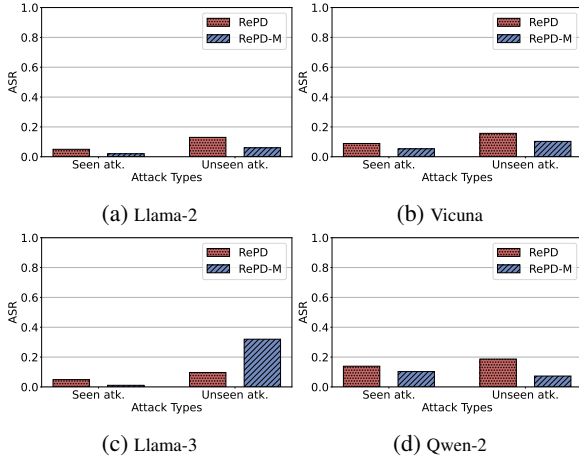 1.0
0.8
0.6
0.4
0.2
0.0
ASR
RePD
RePD-M
Seen atk.
Unseen atk.
Attack Types
(a) Llama-2
1.0
0.8
0.6
0.4
0.2
0.0
ASR
RePD
RePD-M
Seen atk.
Unseen atk.
Attack Types
(b) Vicuna
1.0
0.8
0.6
0.4
0.2
0.0
ASR
RePD
RePD-M
Seen atk.
Unseen atk.
Attack Types
(c) Llama-3
1.0
0.8
0.6
0.4
0.2
0.0
ASR
RePD
RePD-M
Seen atk.
Unseen atk.
Attack Types
(d) Qwen-2